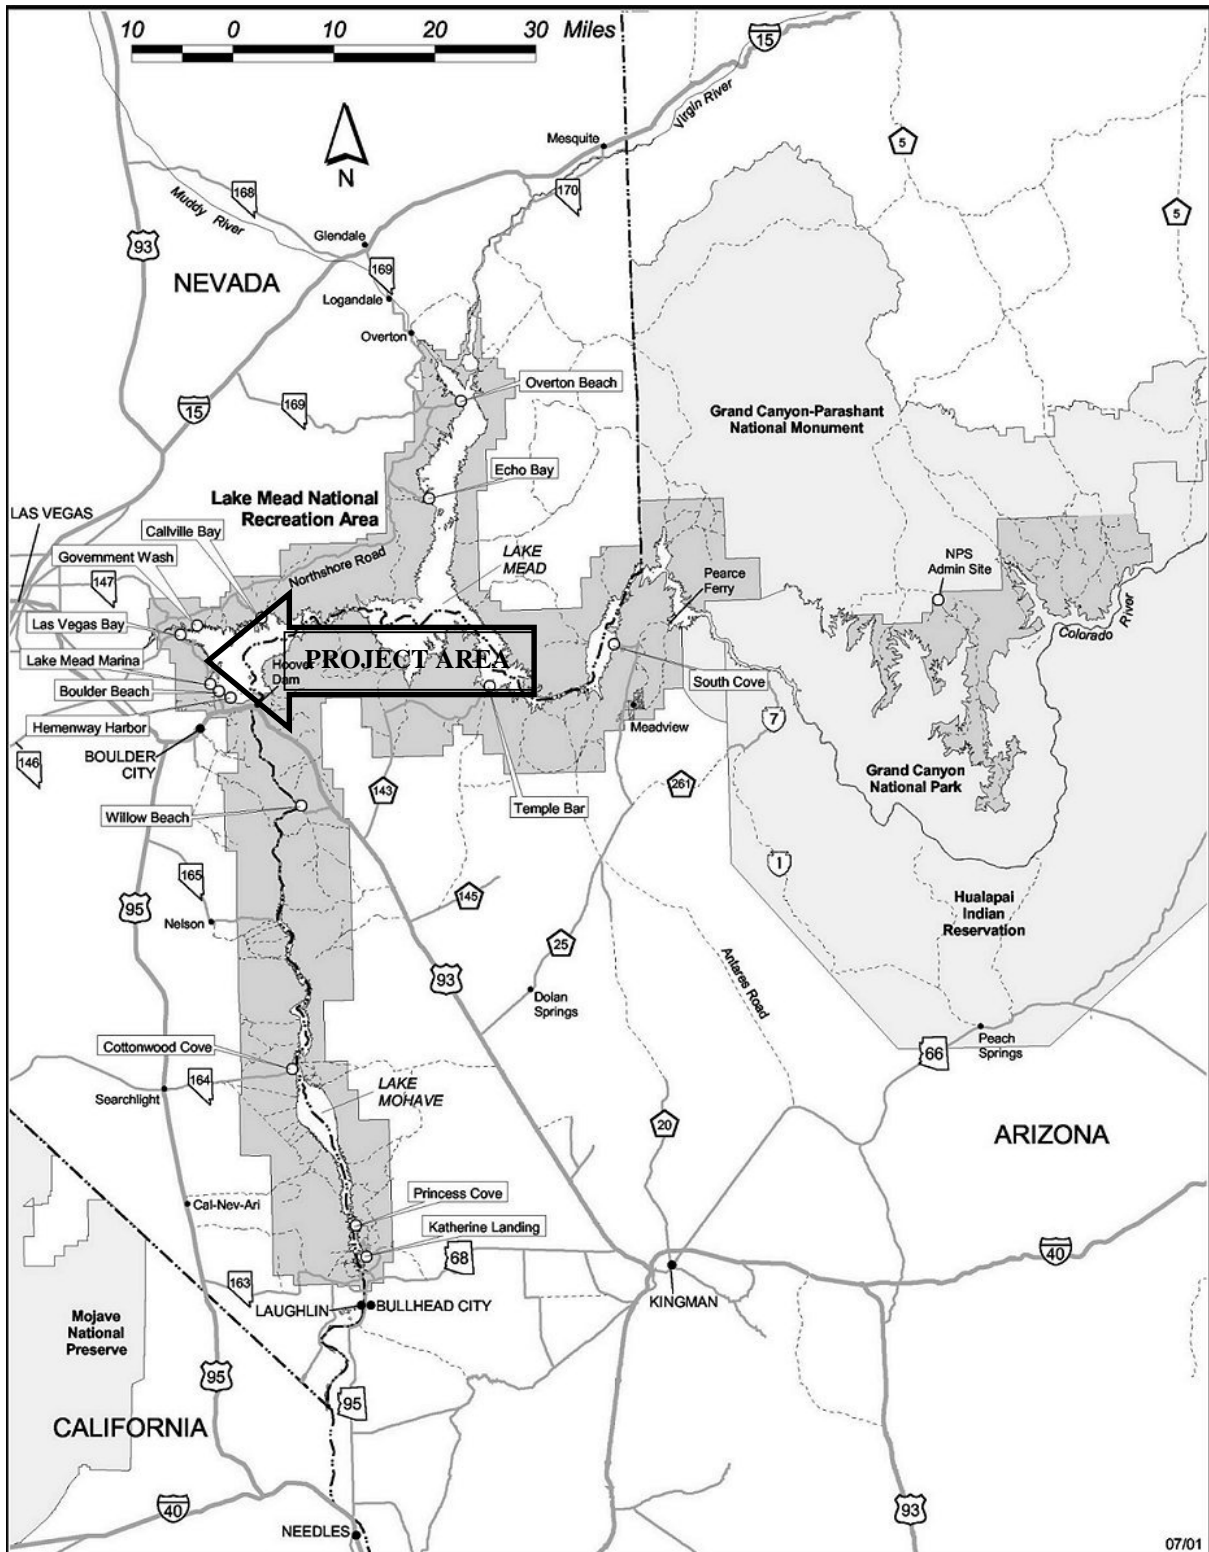 10 0 10 20 30 Miles
15
Virgin River
Mesquite
5
N
168
170
Muddy River
5
Glendale
93
169
NEVADA
Logandale
Overton
Overton Beach
15
169
Grand Canyon-Parashant
National Monument
Echo Bay
Lake Mead National
Recreation Area
LAS VEGAS
Callville Bay
LAKE
MEAD
NPS
Admin Site
Government Wash
Northshore Road
Pearce
Ferry
147
Las Vegas Bay
Colorado River
PROJECT AREA
Lake Mead Marina
Hoover
Dam
South Cove
Boulder Beach
Hemenway Harbor
Meadview
7
BOULDER
CITY
146
Grand Canyon
National Park
143
261
Temple Bar
Willow Beach
1
165
145
95
Hualapai
Indian
Reservation
Nelson
25
Antares Road
93
Dolan
Springs
Peach
Springs
66
Cottonwood Cove
164
LAKE
MOHAVE
Searchlight
20
ARIZONA
Princess Cove
Cal-Nev-Ari
Katherine Landing
68
40
163
KINGMAN
LAUGHLIN
BULLHEAD CITY
Mojave
National
Preserve
95
95
CALIFORNIA
40
93
NEEDLES
07/01